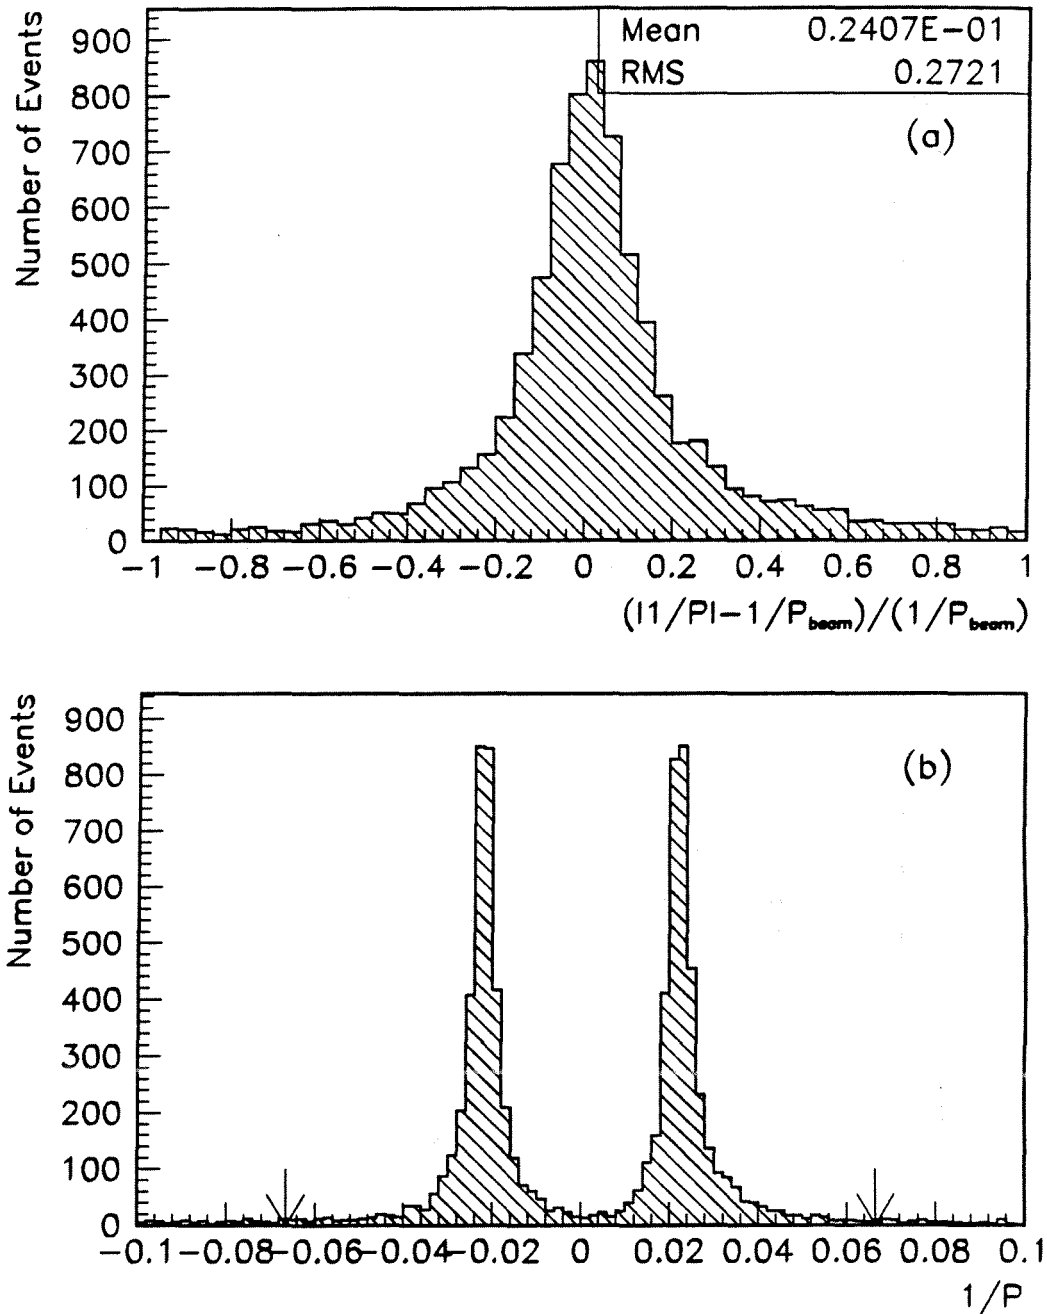 Number of Events
900
800
700
600
500
400
300
200
100
0
Mean 0.2407E-01
RMS 0.2721
(a)
-1 -0.8 -0.6 -0.4 -0.2 0 0.2 0.4 0.6 0.8 1
(|1/P|-1/Pbeam)/(1/Pbeam)
Number of Events
900
800
700
600
500
400
300
200
100
0
(b)
-0.1 -0.08 -0.06 -0.04 -0.02 0 0.02 0.04 0.06 0.08 0.1
1/P